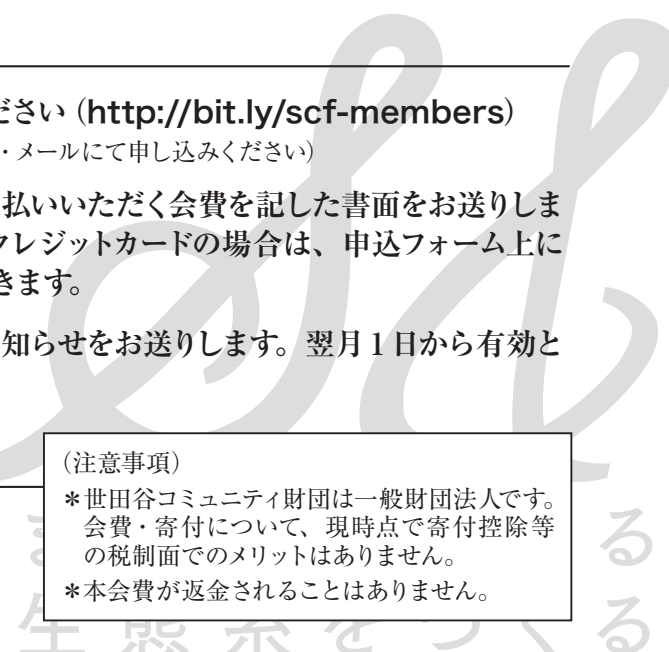 ださい（http://bit.ly/scf-members）
・メールにて申し込みください）
払いいただく会費を記した書面をお送りしま
クレジットカードの場合は、申込フォーム上に
きます。
知らせをお送りします。翌月1日から有効と
（注意事項）
＊世田谷コミュニティ財団は一般財団法人です。
会費・寄付について、現時点で寄付控除等
の税制面でのメリットはありません。
＊本会費が返金されることはありません。
る
生態系をつくる